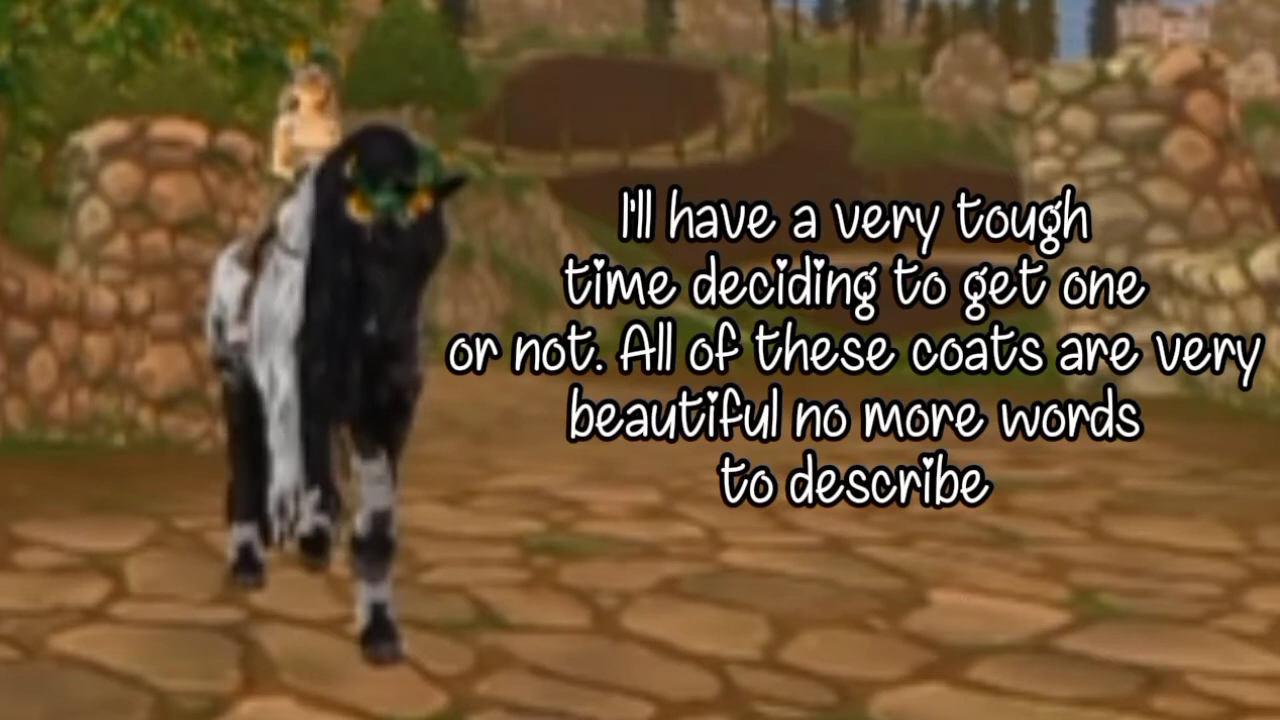 I'll have a very tough
time deciding to get one
or not. All of these coats are very
beautiful no more words
to describe